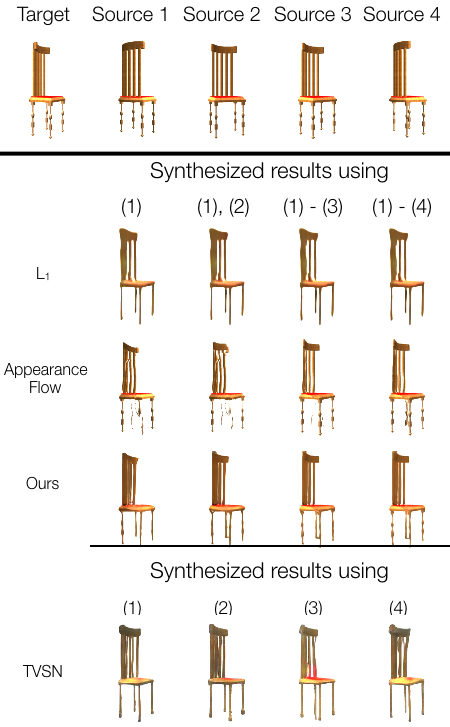 Target Source 1 Source 2 Source 3 Source 4
Synthesized results using
(1) (1), (2) (1) - (3) (1) - (4)
L₁
Appearance
Flow
Ours
Synthesized results using
(1) (2) (3) (4)
TVSN